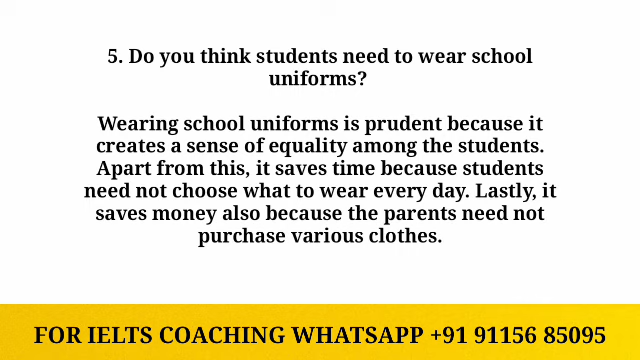 5. Do you think students need to wear school
uniforms?
Wearing school uniforms is prudent because it
creates a sense of equality among the students.
Apart from this, it saves time because students
need not choose what to wear every day. Lastly, it
saves money also because the parents need not
purchase various clothes.
FOR IELTS COACHING WHATSAPP +91 91156 85095